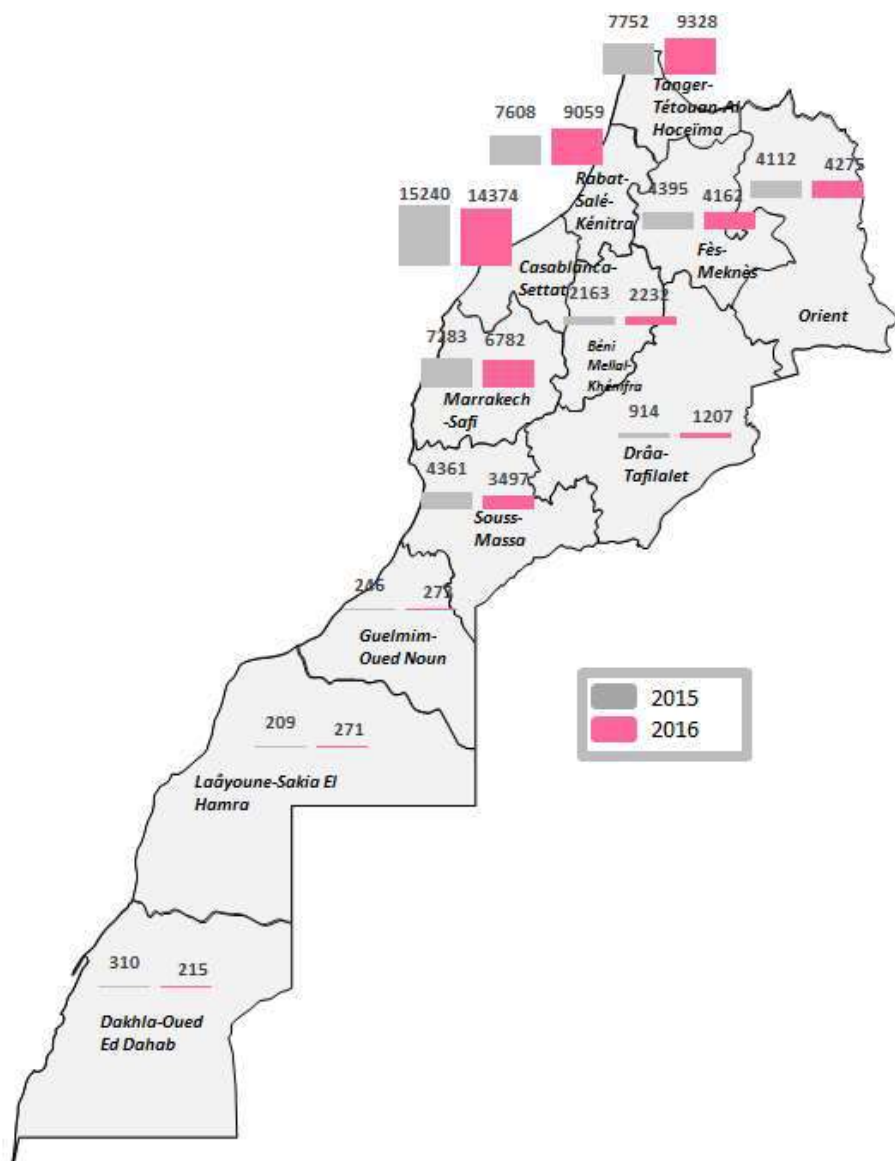 7752 9328
Tanger-
Tétouan-Al
Hoceïma
7608 9059
Rabat-
Salé-
Kénitra
4112 4275
4395 4162
Fès-
Meknès
15240 14374
Casablanca-
Settat
Orient
2163 2232
Béni
Mellal-
Khénifra
7283 6782
Marrakech
-Safi
914 1207
Drâa-
Tafilalet
4361 3497
Souss-
Massa
246
Guelmim-
Oued Noun
2015
2016
209 271
Laâyoune-Sakia El
Hamra
310 215
Dakhla-Oued
Ed Dahab